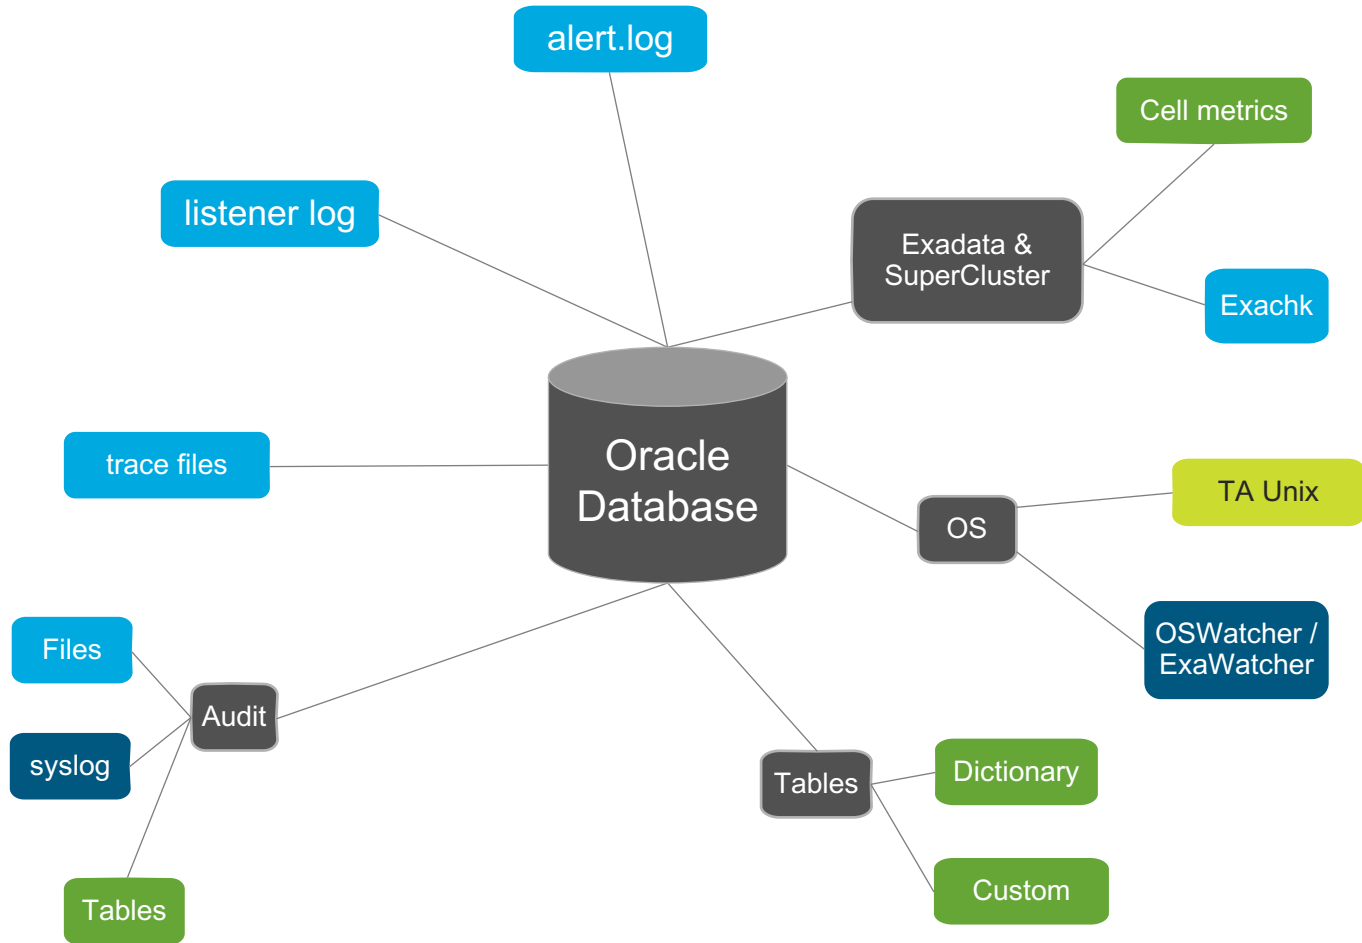 alert.log
Cell metrics
listener log
Exadata &
SuperCluster
Exachk
Oracle
Database
trace files
TA Unix
OS
OSWatcher /
ExaWatcher
Files
Audit
syslog
Tables
Tables
Dictionary
Custom